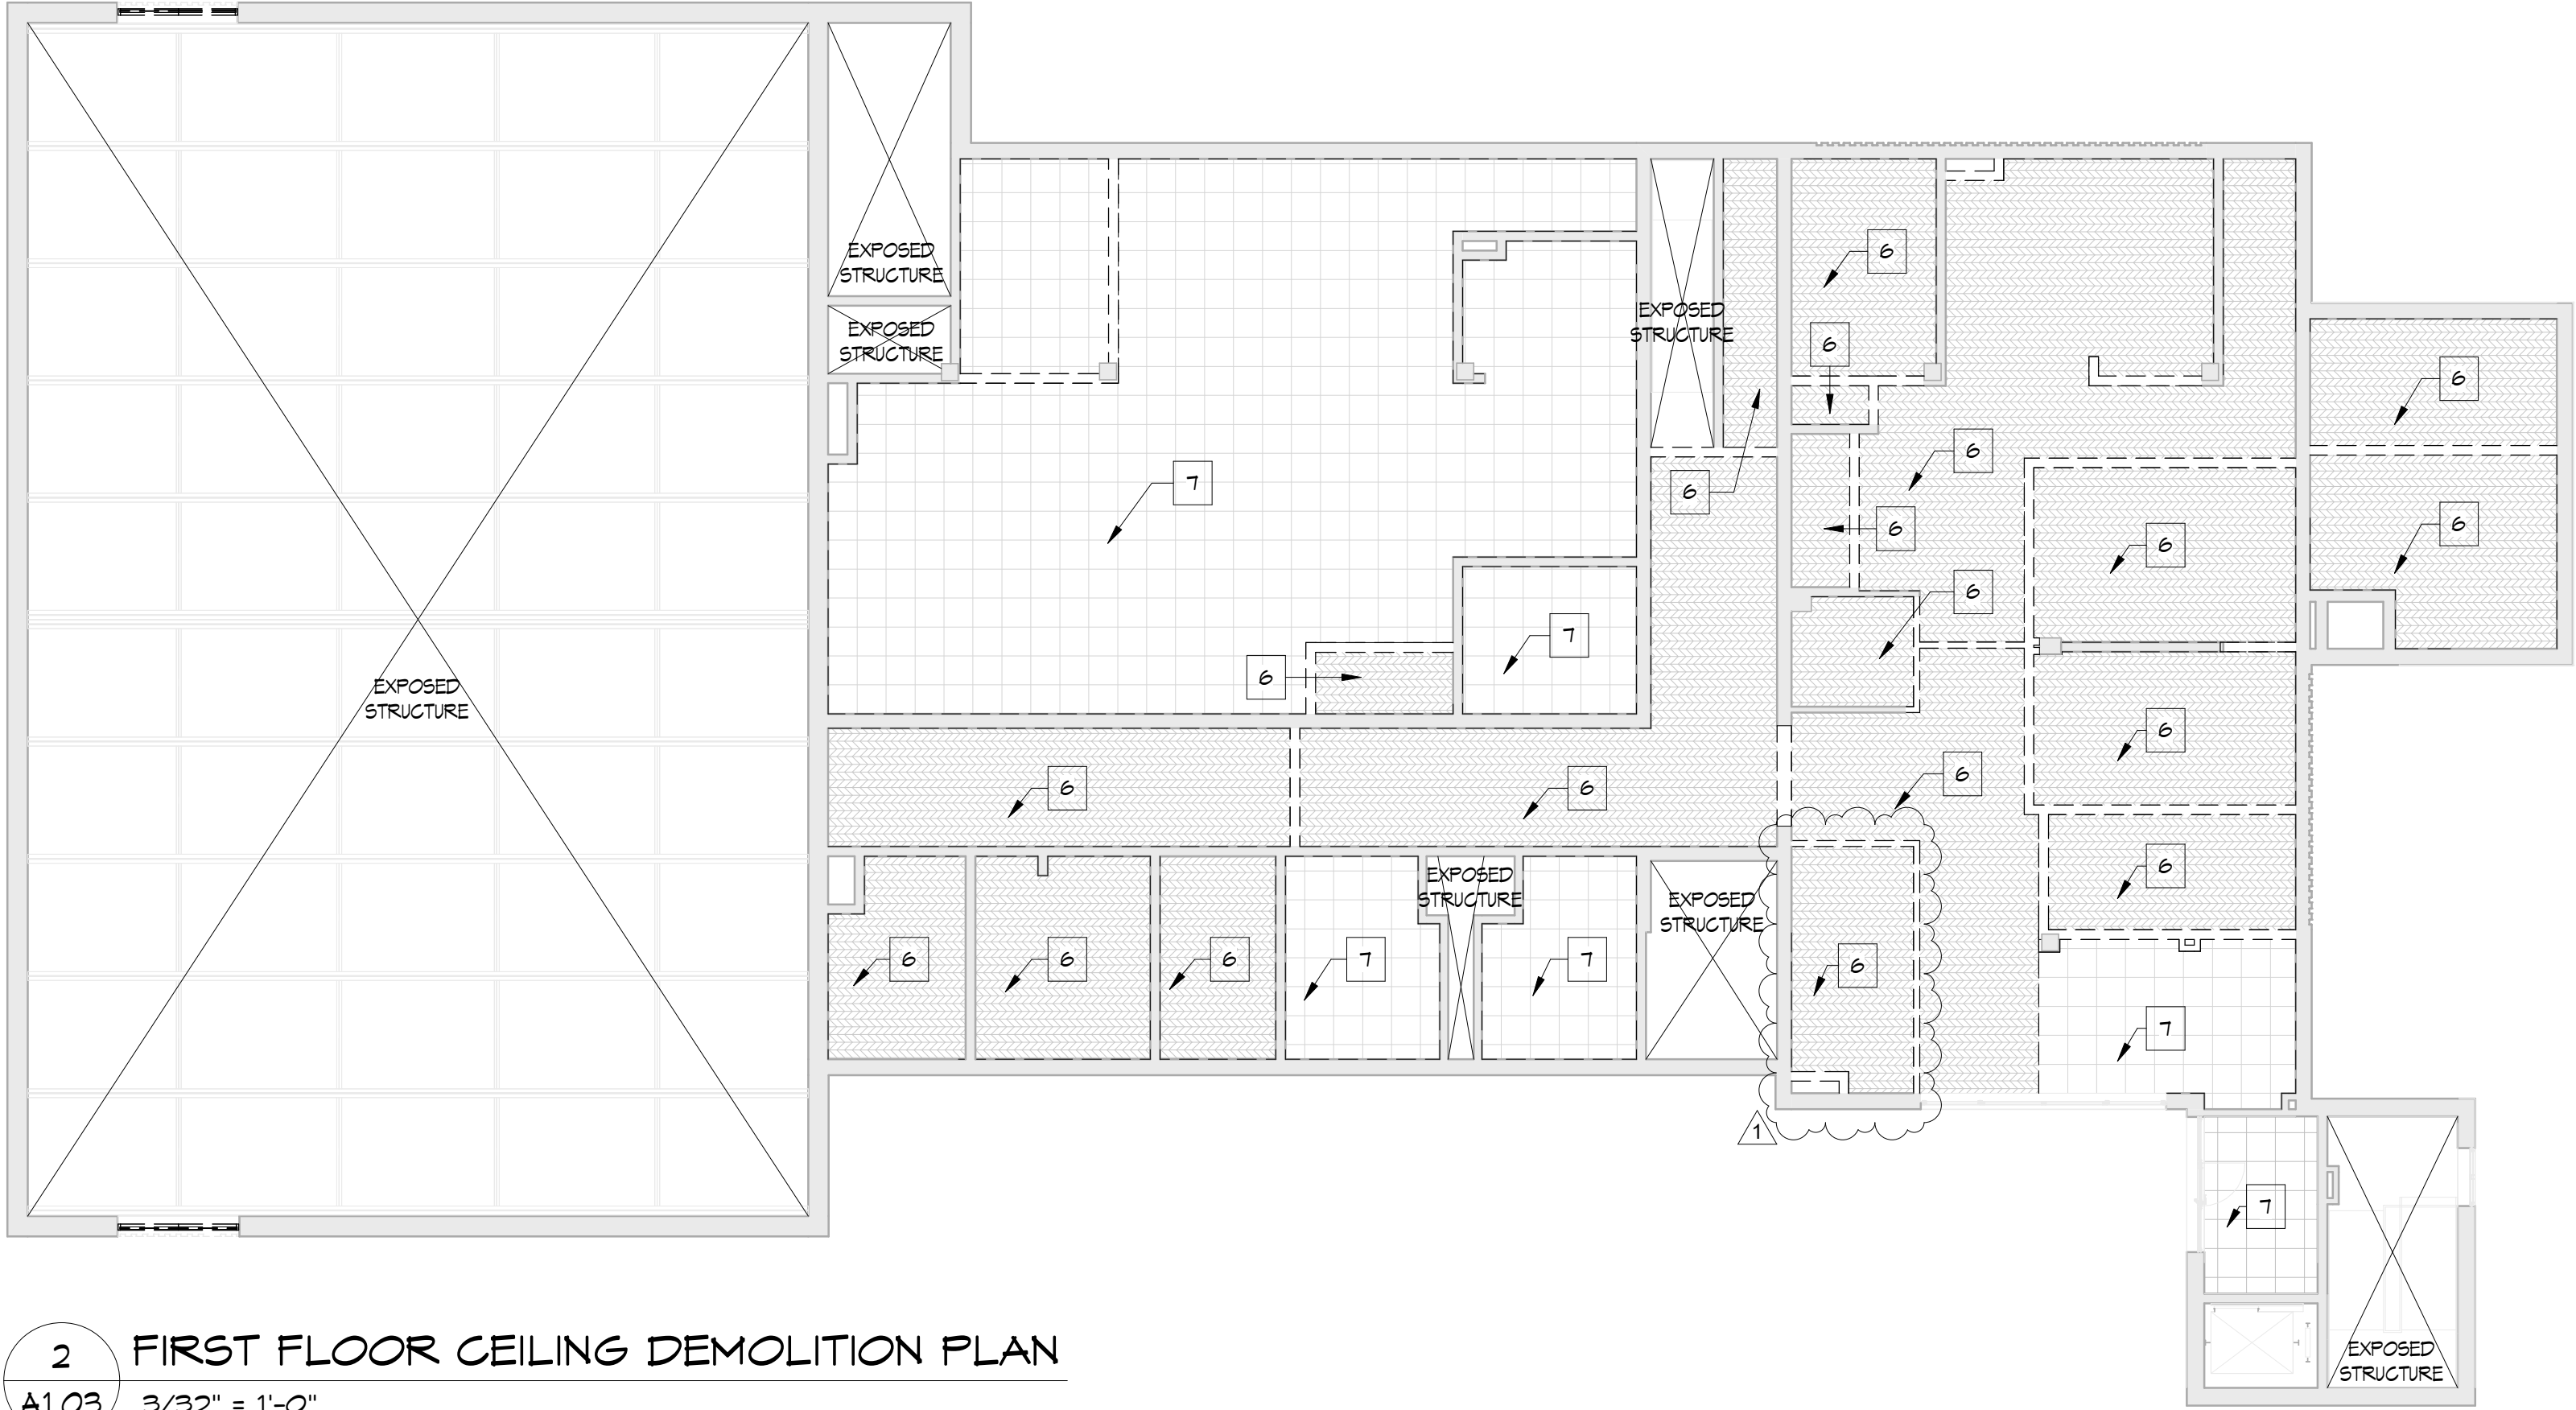 EXPOSED
STRUCTURE
6
EXPOSED
STRUCTURE
EXPOSED
STRUCTURE
6
6
6
6
7
6
6
6
6
6
7
6
EXPOSED
STRUCTURE
6
6
6
6
6
EXPOSED
STRUCTURE
EXPOSED
STRUCTURE
6
6
6
7
7
6
7
1
7
EXPOSED
STRUCTURE
2
FIRST FLOOR CEILING DEMOLITION PLAN
A1.03
3/32" = 1'-0"